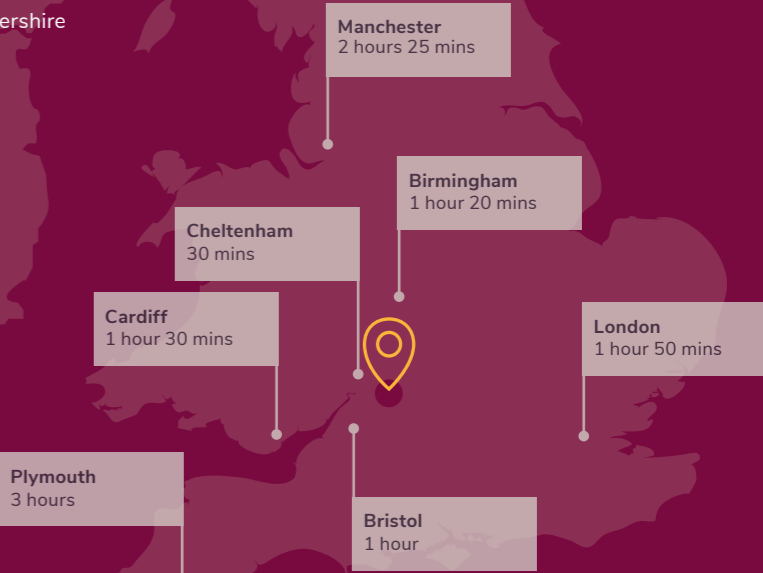 ershire
Manchester
2 hours 25 mins
Birmingham
1 hour 20 mins
Cheltenham
30 mins
Cardiff
1 hour 30 mins
London
1 hour 50 mins
Plymouth
3 hours
Bristol
1 hour